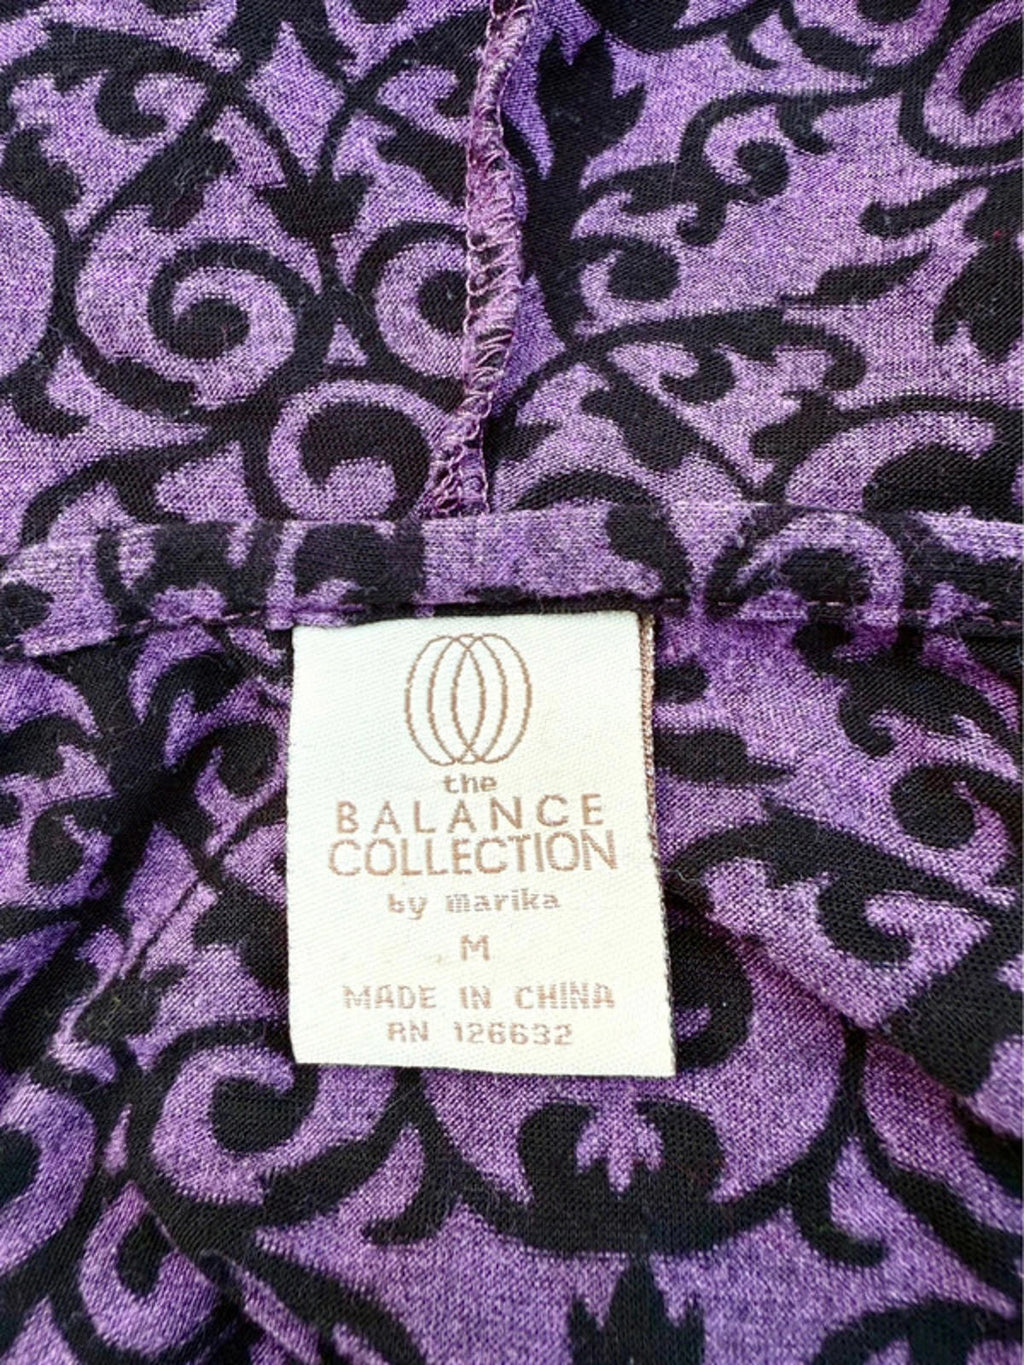 the
BALANCE
COLLECTION
by marika
M
MADE IN CHINA
RN 126632